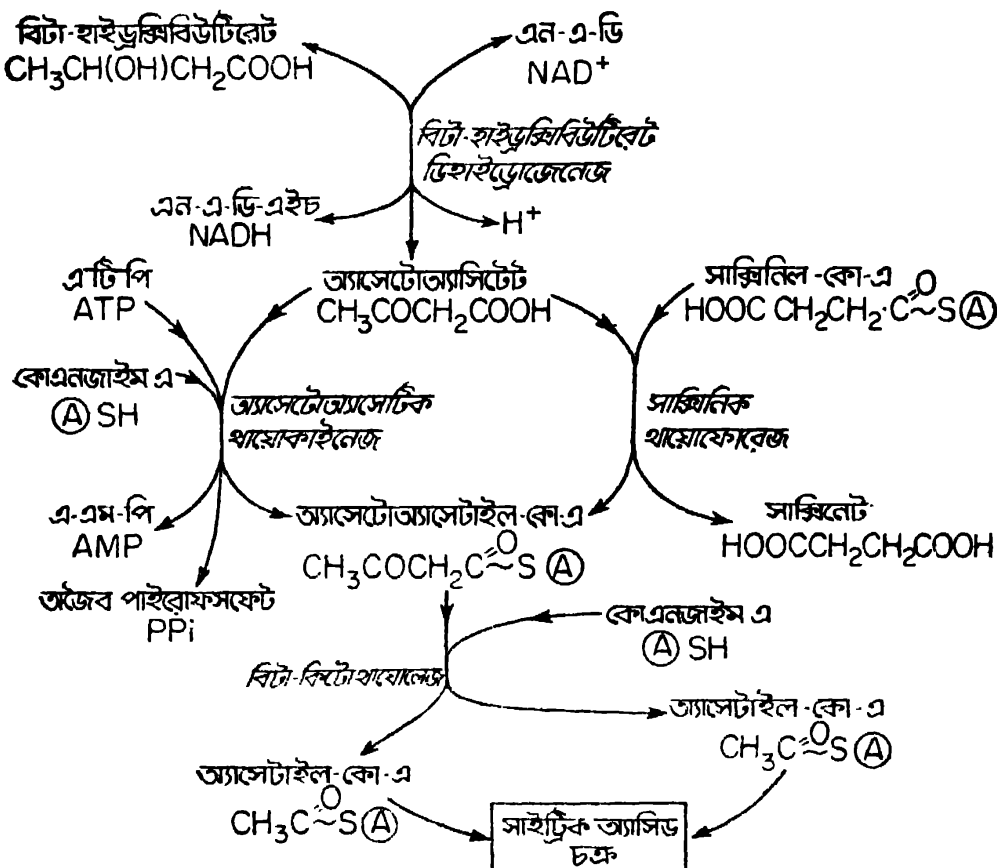 বিটা-হাইড্রক্সিবিউটিরেট
CH₃CH(OH)CH₂COOH
এন-এ-ডি
NAD⁺
বিটা-হাইড্রক্সিবিউটিরেট
ডিহাইড্রোজেনেজ
এন-এ-ডি-এইচ
NADH
H⁺
এ-টি-পি
ATP
অ্যাসেটোঅ্যাসিটেট
CH₃COCH₂COOH
সাক্সিনিল-কো-এ
HOOC CH₂CH₂·C~S Ⓐ
O
কোএনজাইম এ
Ⓐ SH
অ্যাসেটোঅ্যাসেটিক
থায়োকাইনেজ
সাক্সিনিক
থায়োফোরেজ
এ-এম-পি
AMP
অ্যাসেটোঅ্যাসেটাইল-কো-এ
CH₃COCH₂C~S Ⓐ
O
সাক্সিনেট
HOOCCH₂CH₂COOH
অজৈব পাইরোফসফেট
PPi
কোএনজাইম এ
Ⓐ SH
বিটা-কিটোথায়োলেজ
অ্যাসেটাইল-কো-এ
CH₃C~S Ⓐ
O
অ্যাসেটাইল-কো-এ
CH₃C~S Ⓐ
O
সাইট্রিক অ্যাসিড
চক্র